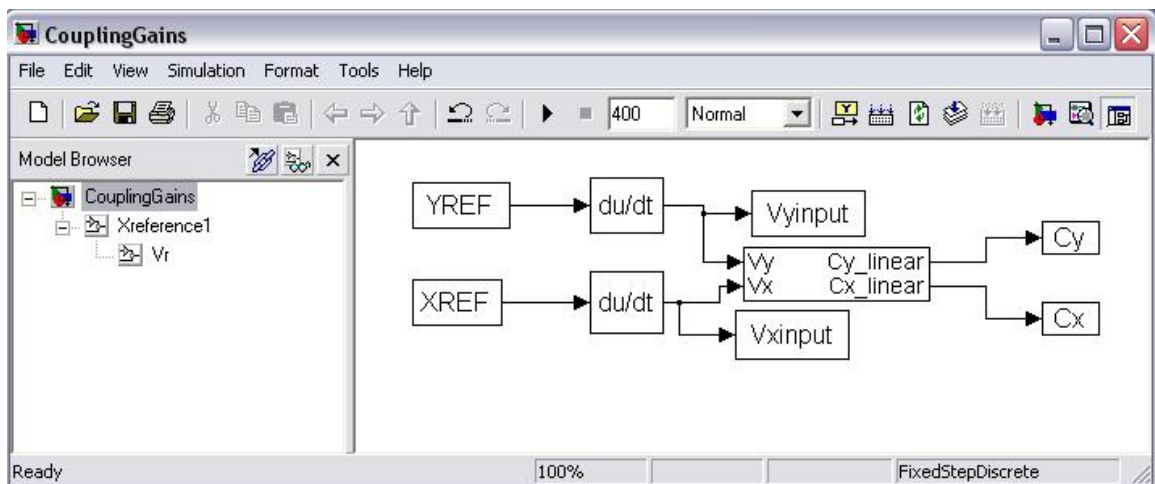 CouplingGains
File Edit View Simulation Format Tools Help
400 Normal
Model Browser
CouplingGains
Xreference1
Vr
YREF du/dt Vyinput
Vy Cy_linear Cy
XREF du/dt Vx Cx_linear Cx
Vxinput
Ready 100% FixedStepDiscrete